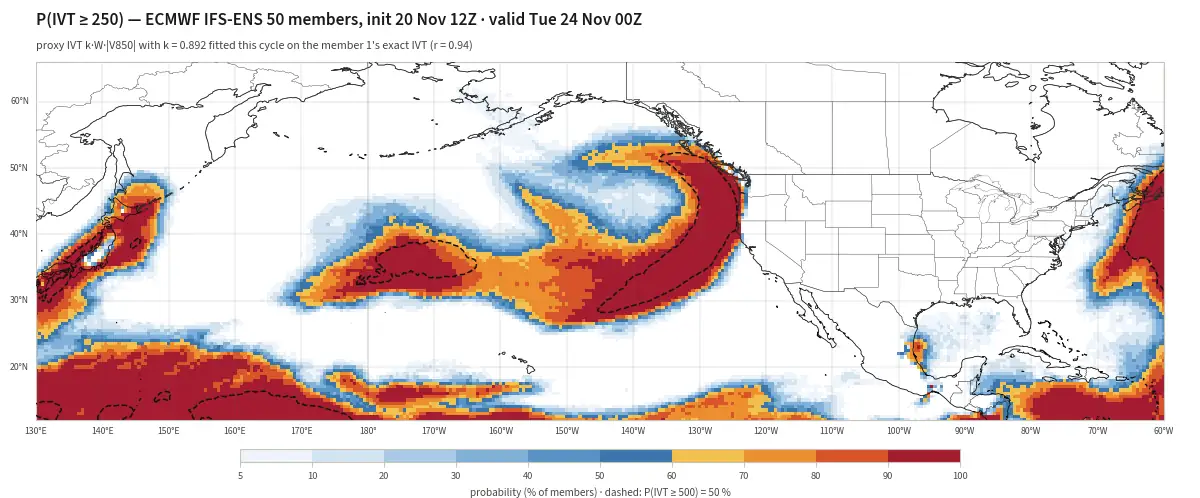 P(IVT ≥ 250) — ECMWF IFS-ENS 50 members, init 20 Nov 12Z · valid Tue 24 Nov 00Z
proxy IVT k·W·|V850| with k = 0.892 fitted this cycle on the member 1's exact IVT (r = 0.94)
60°N
50°N
40°N
30°N
20°N
130°E 140°E 150°E 160°E 170°E 180° 170°W 160°W 150°W 140°W 130°W 120°W 110°W 100°W 90°W 80°W 70°W 60°W
5 10 20 30 40 50 60 70 80 90 100
probability (% of members) · dashed: P(IVT ≥ 500) = 50 %